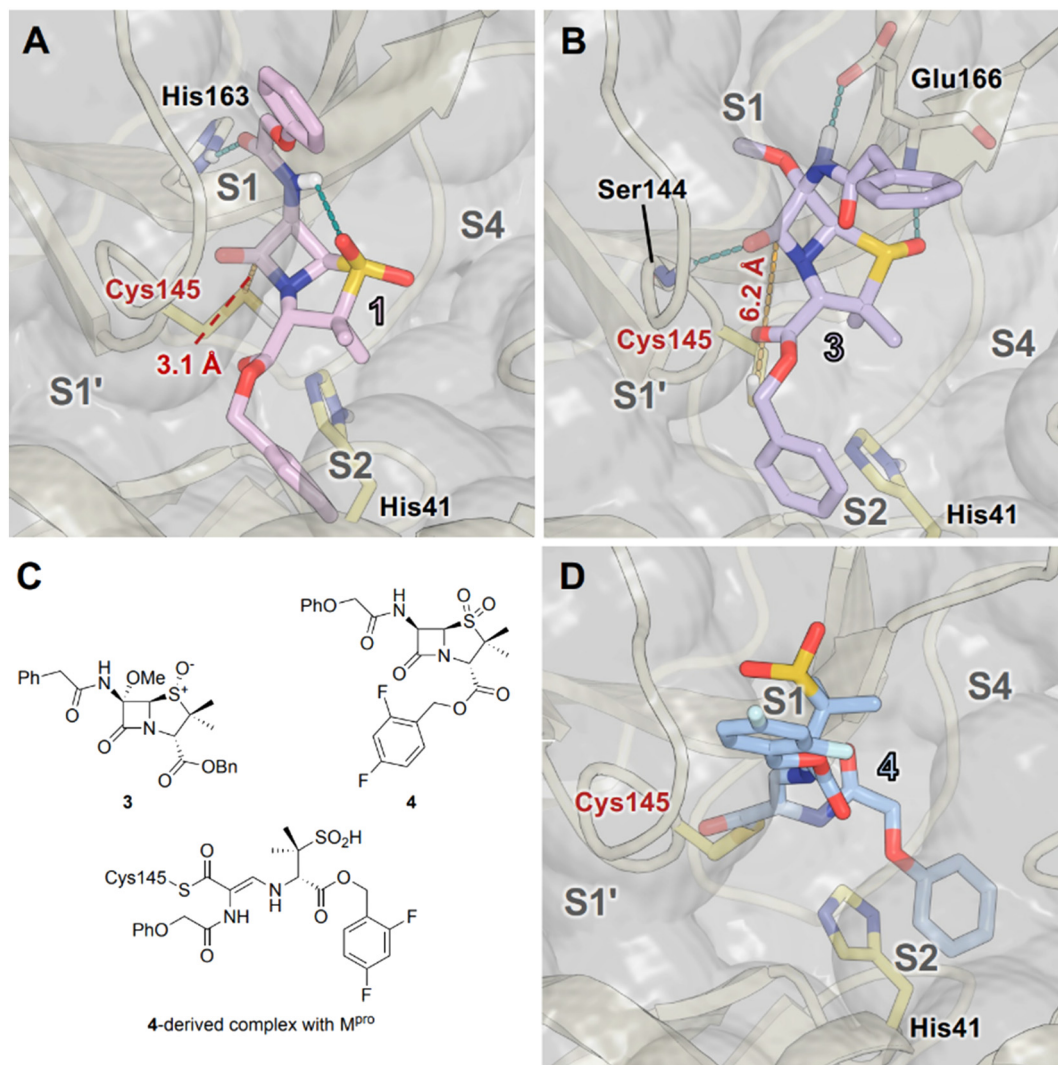 A
His163
S1
S4
Cys145
1
3.1 Å
S1'
S2
His41
B
Glu166
S1
Ser144
6.2 Å
Cys145
3
S4
S1'
S2
His41
C
O O
H
PhO N S
O N
O
O
F O
F
4
H OMe O-
Ph N S+
O N
O
O OBn
3
O SO2H
Cys145 S N H O
NH O
PhO O F
F
4-derived complex with Mpro
D
S1
S4
4
Cys145
S1'
S2
His41